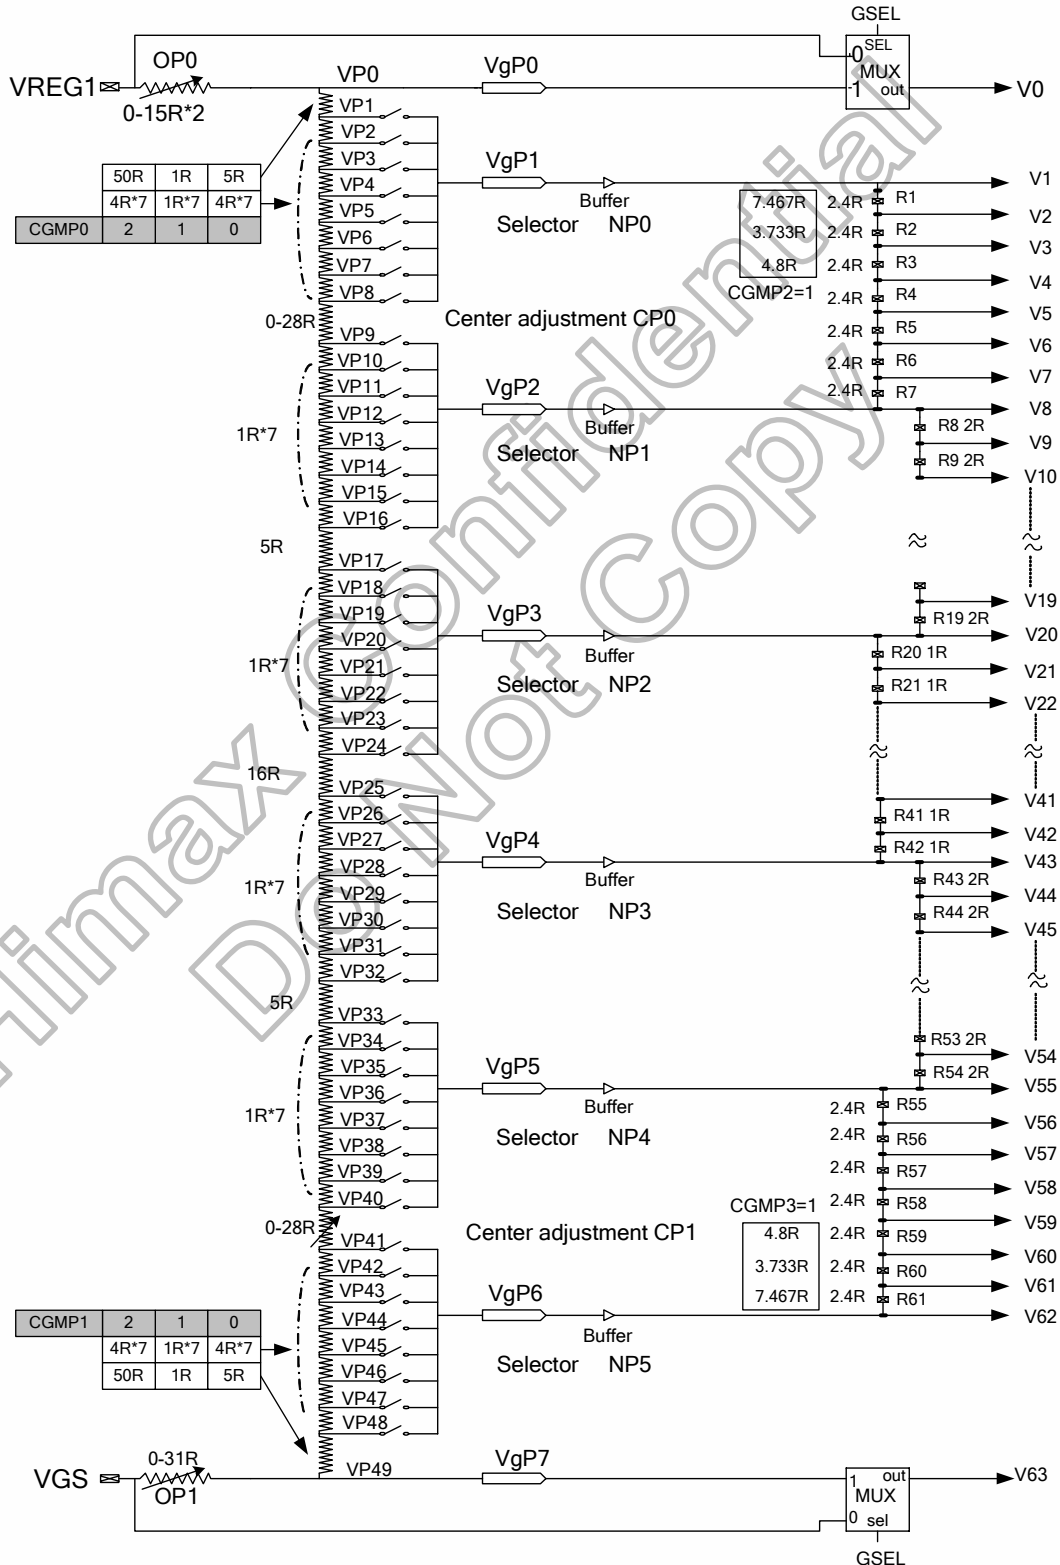 GSEL
OP0
VREG1
0-15R*2
VP0
VgP0
0 SEL
MUX
1 out
V0
VP1
VP2
VP3
VP4
VP5
VP6
VP7
VP8
50R 1R 5R
4R*7 1R*7 4R*7
CGMP0 2 1 0
VgP1
Buffer
Selector NP0
7.467R
3.733R
4.8R
CGMP2=1
2.4R R1
2.4R R2
2.4R R3
2.4R R4
2.4R R5
2.4R R6
2.4R R7
V1
V2
V3
V4
V5
V6
V7
V8
0-28R
Center adjustment CP0
VP9
VP10
VP11
VP12
VP13
VP14
VP15
VP16
1R*7
VgP2
Buffer
Selector NP1
R8 2R
V9
R9 2R
V10
5R
VP17
VP18
VP19
VP20
VP21
VP22
VP23
VP24
1R*7
VgP3
Buffer
Selector NP2
V19
R19 2R
V20
R20 1R
V21
R21 1R
V22
16R
VP25
VP26
VP27
VP28
VP29
VP30
VP31
VP32
1R*7
VgP4
Buffer
Selector NP3
V41
R41 1R
V42
R42 1R
V43
R43 2R
V44
R44 2R
V45
5R
VP33
VP34
VP35
VP36
VP37
VP38
VP39
VP40
1R*7
VgP5
Buffer
Selector NP4
R53 2R
V54
R54 2R
V55
2.4R R55
2.4R R56
2.4R R57
2.4R R58
2.4R R59
2.4R R60
2.4R R61
V56
V57
V58
V59
V60
V61
V62
0-28R
Center adjustment CP1
CGMP3=1
4.8R
3.733R
7.467R
VP41
VP42
VP43
VP44
VP45
VP46
VP47
VP48
VgP6
Buffer
Selector NP5
CGMP1 2 1 0
4R*7 1R*7 4R*7
50R 1R 5R
VGS
0-31R
OP1
VP49
VgP7
1 out
MUX
0 sel
V63
GSEL
Himax Confidential
Do Not Copy